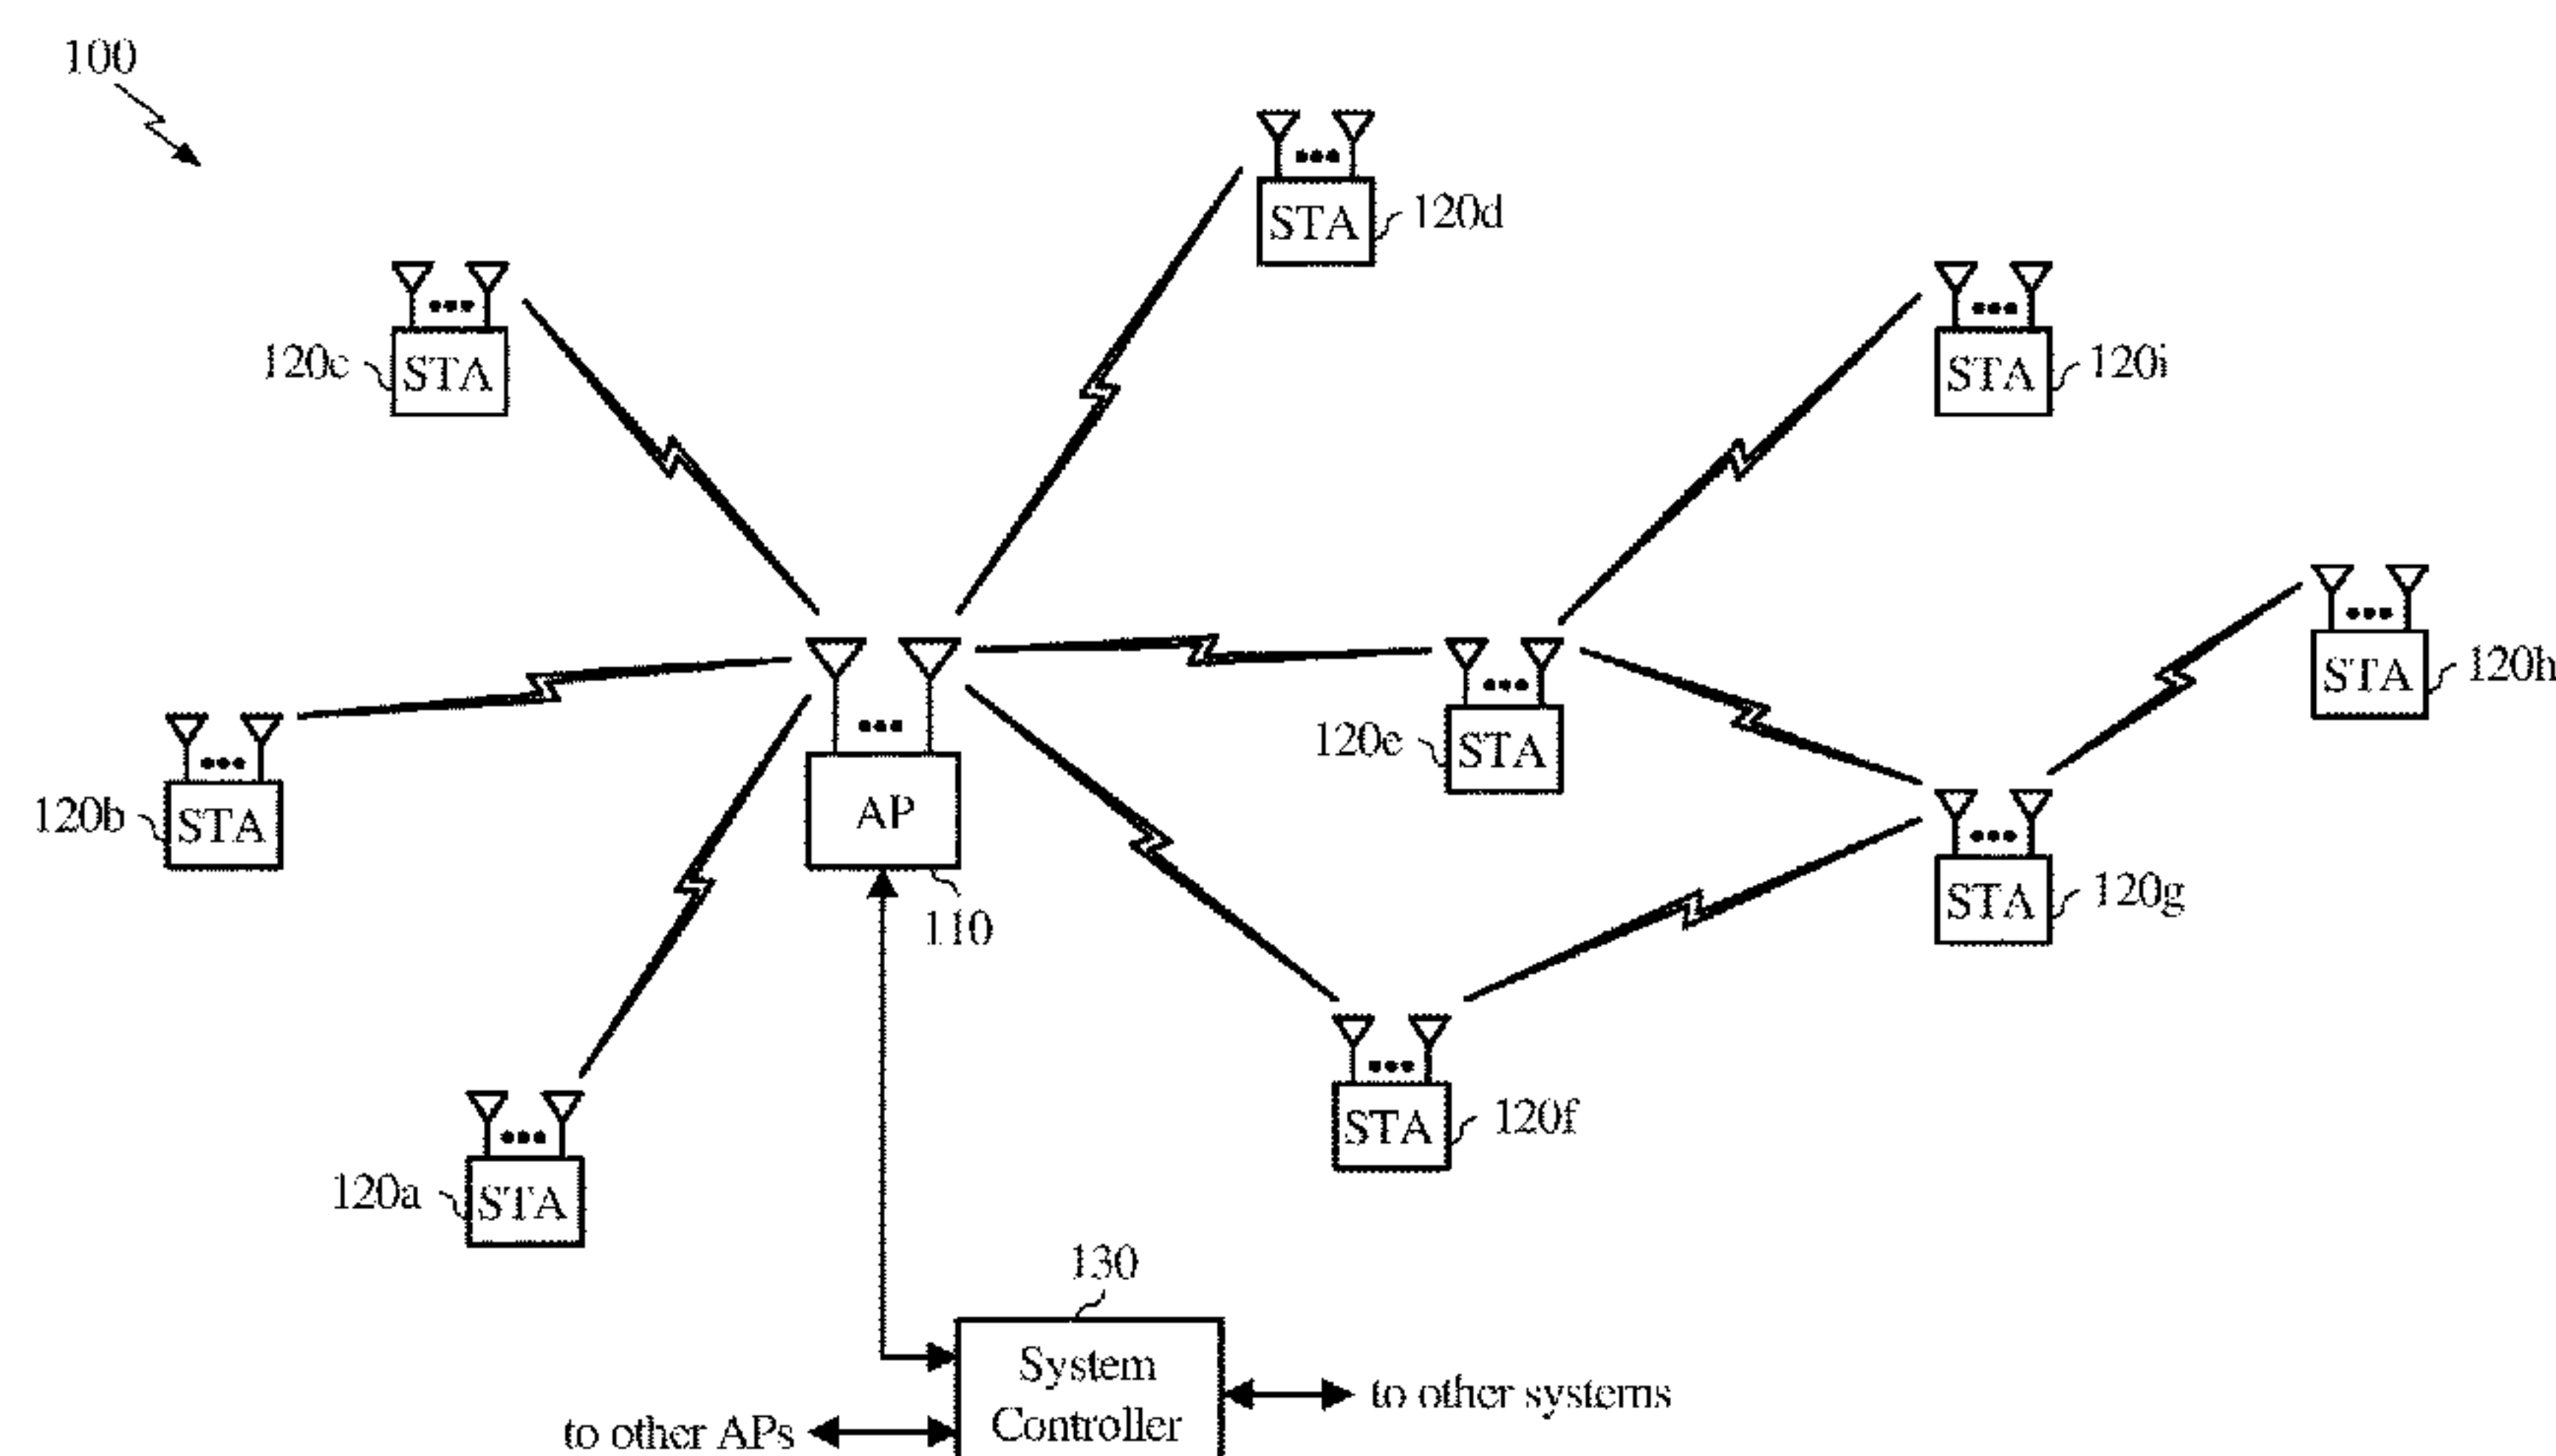 100
STA
120d
120c
STA
STA
120i
STA
120h
120e
STA
120b
STA
AP
STA
120g
110
STA
120f
120a
STA
130
System
Controller
to other systems
to other APs